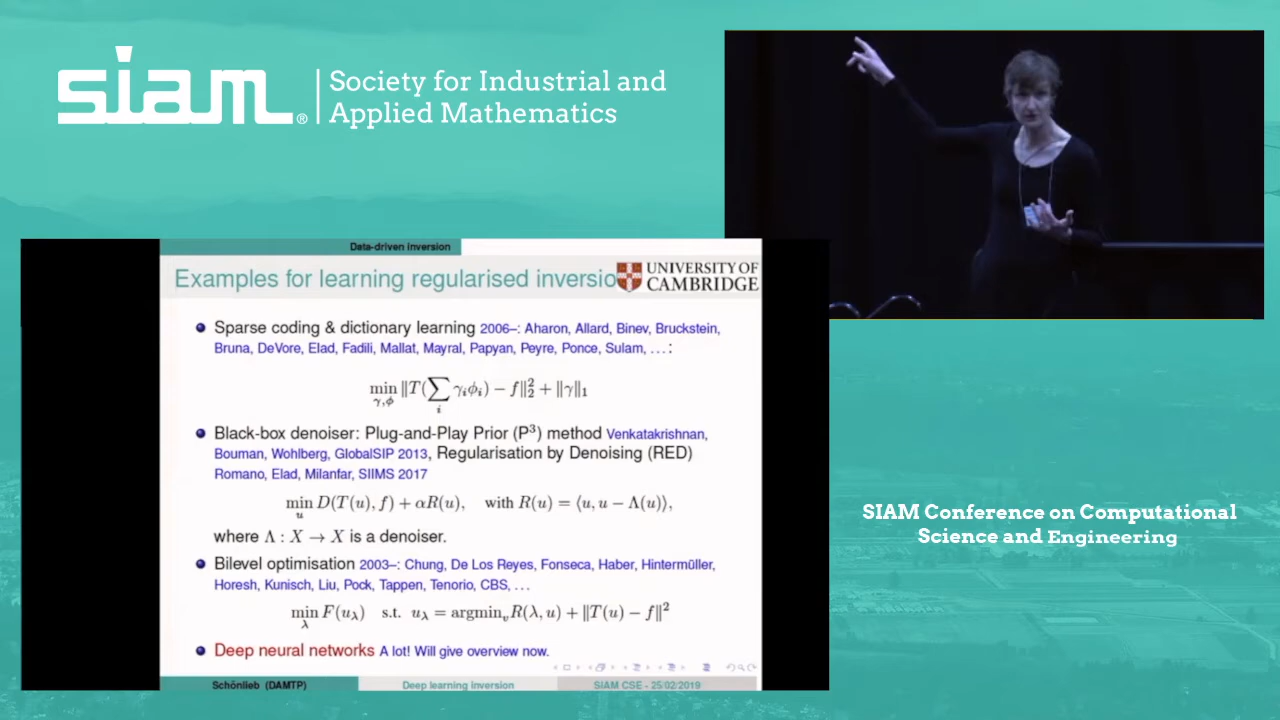 siam®
Society for Industrial and
Applied Mathematics
Data-driven inversion
Examples for learning regularised inversio
UNIVERSITY OF
CAMBRIDGE
Sparse coding & dictionary learning 2006–: Aharon, Allard, Binev, Bruckstein,
Bruna, DeVore, Elad, Fadili, Mallat, Mayral, Papyan, Peyre, Ponce, Sulam, …:
min_{γ,ϕ} ‖T(∑_i γ_iϕ_i) − f‖₂² + ‖γ‖₁
Black-box denoiser: Plug-and-Play Prior (P³) method Venkatakrishnan,
Bouman, Wohlberg, GlobalSIP 2013, Regularisation by Denoising (RED)
Romano, Elad, Milanfar, SIIMS 2017
min_u D(T(u), f) + αR(u), with R(u) = ⟨u, u − Λ(u)⟩,
where Λ : X → X is a denoiser.
Bilevel optimisation 2003–: Chung, De Los Reyes, Fonseca, Haber, Hintermüller,
Horesh, Kunisch, Liu, Pock, Tappen, Tenorio, CBS, …
min_λ F(u_λ) s.t. u_λ = argmin_v R(λ, u) + ‖T(u) − f‖²
Deep neural networks A lot! Will give overview now.
Schönlieb (DAMTP)
Deep learning inversion
SIAM CSE - 25/02/2019
SIAM Conference on Computational
Science and Engineering